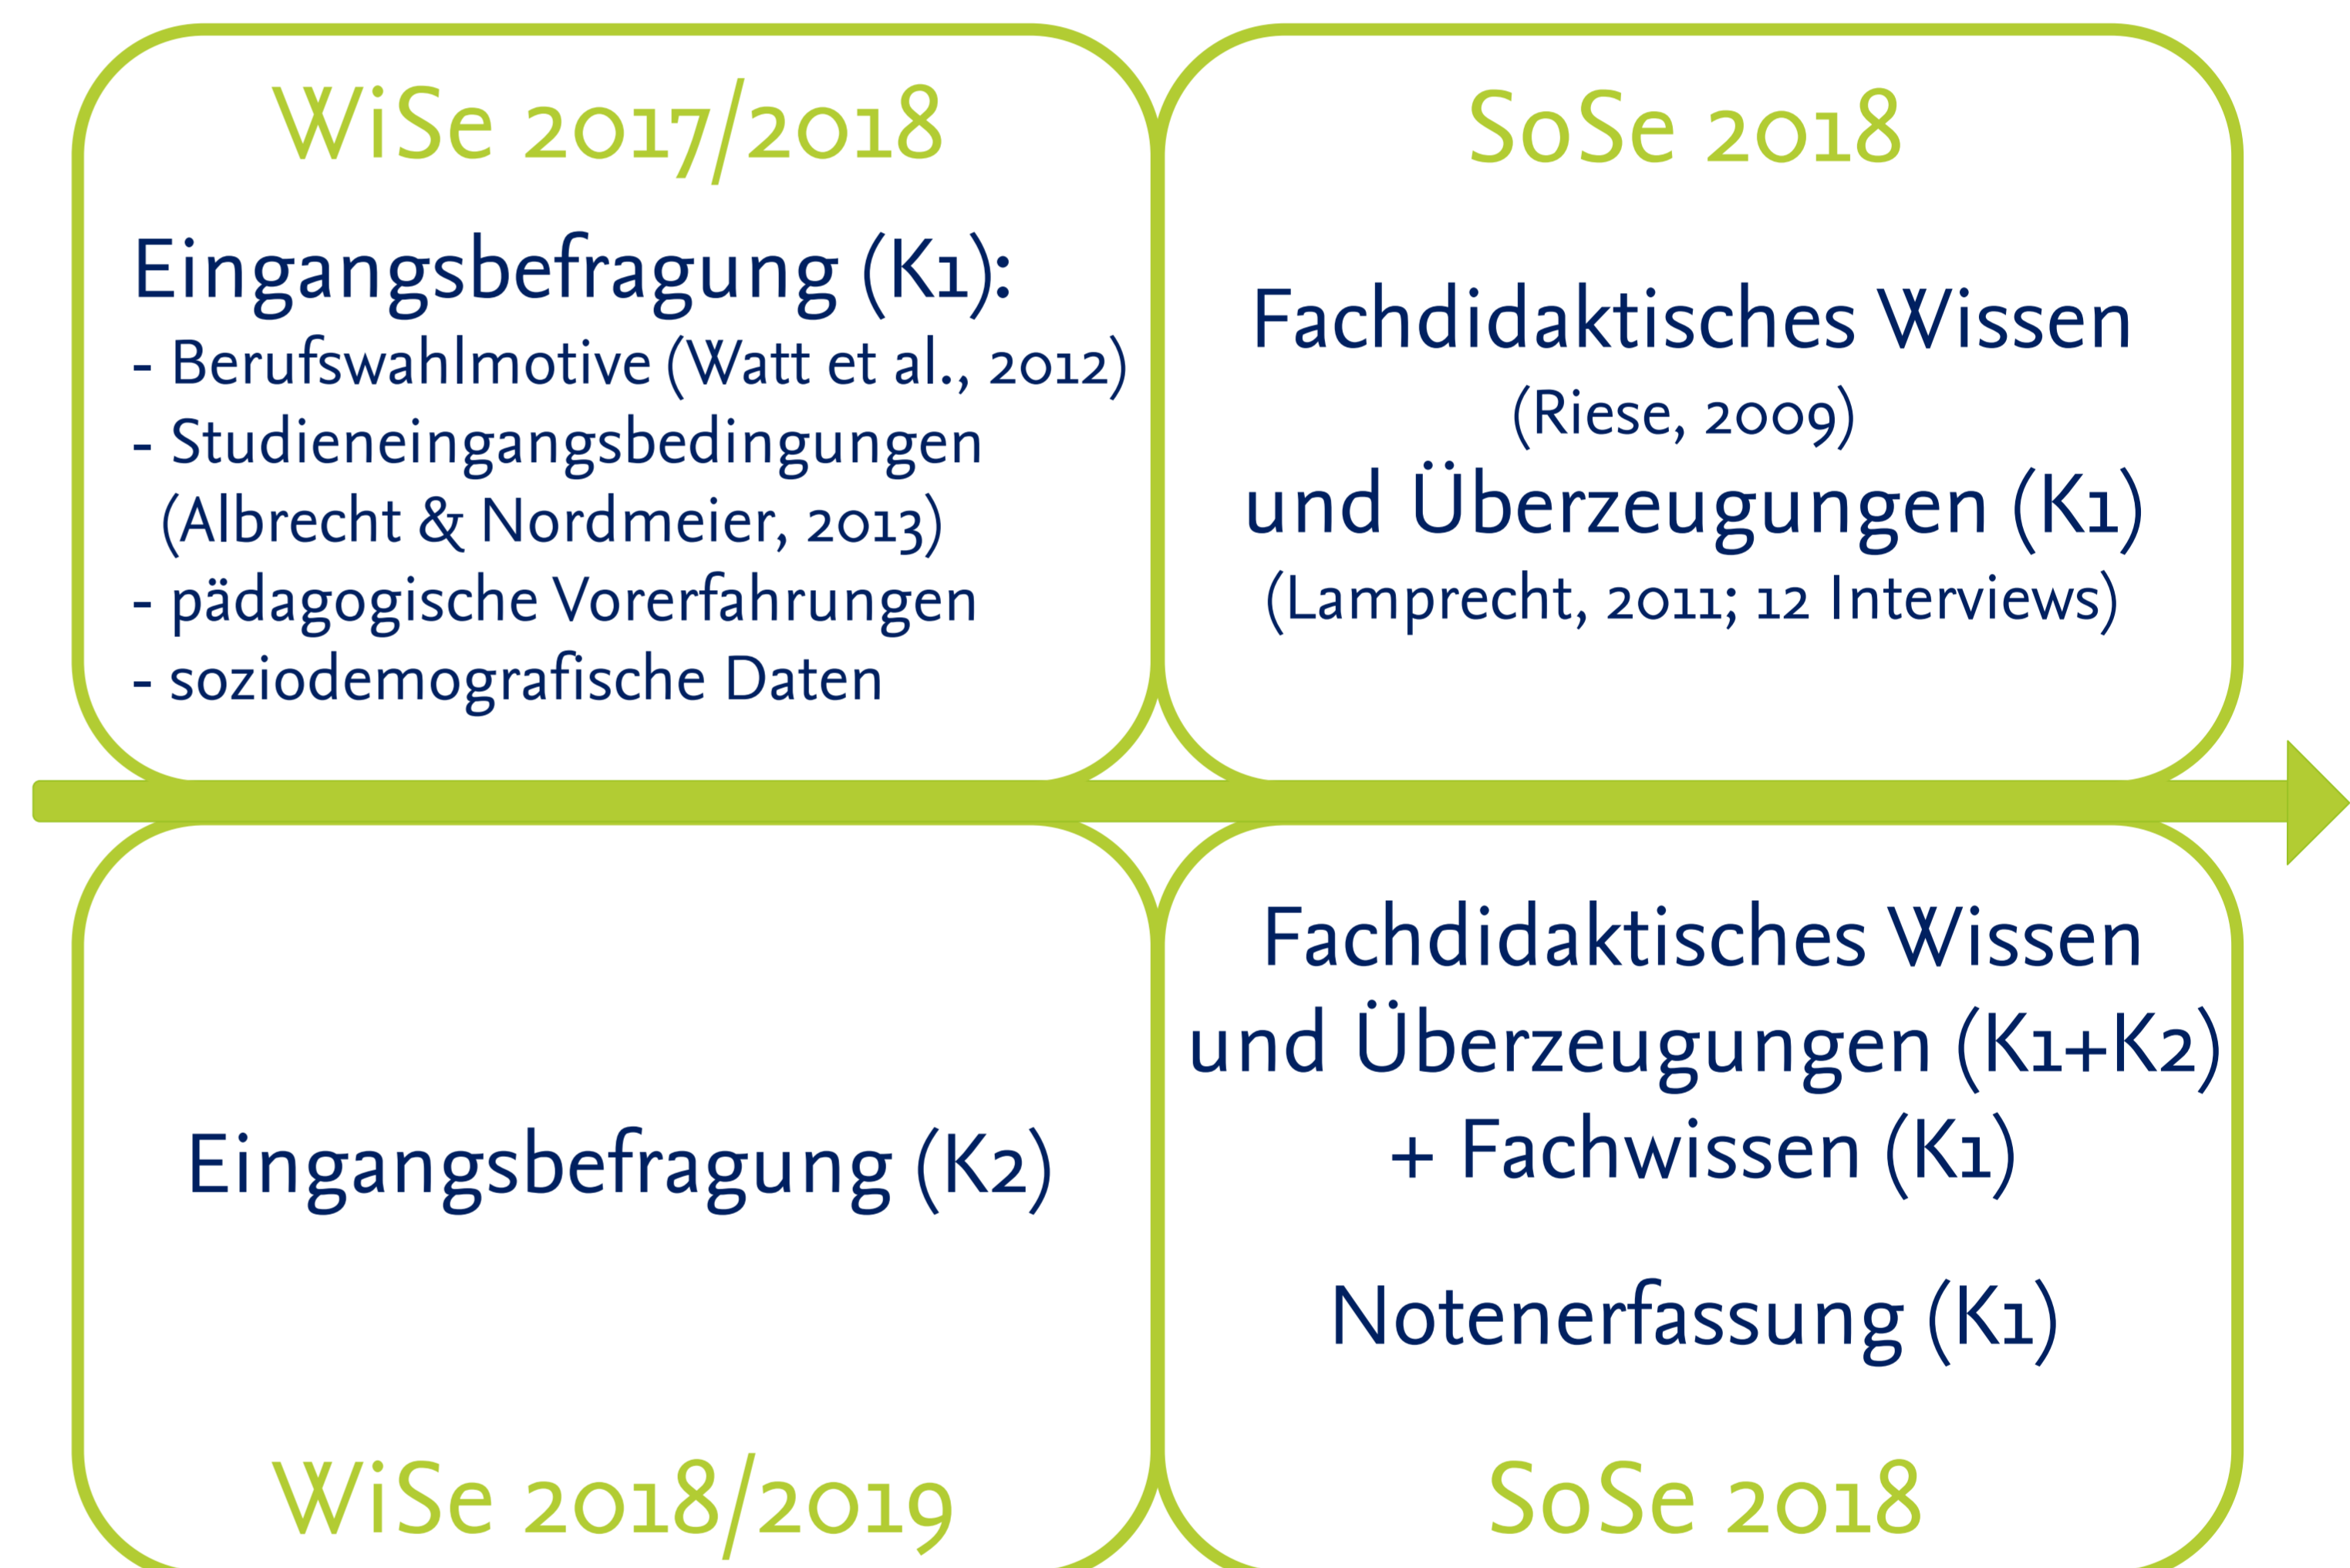 WiSe 2017/2018
Eingangsbefragung (K1):
- Berufswahlmotive (Watt et al., 2012)
- Studieneingangsbedingungen
(Albrecht & Nordmeier, 2013)
- pädagogische Vorerfahrungen
- soziodemografische Daten
SoSe 2018
Fachdidaktisches Wissen
(Riese, 2009)
und Überzeugungen (K1)
(Lamprecht, 2011; 12 Interviews)
Eingangsbefragung (K2)
WiSe 2018/2019
Fachdidaktisches Wissen
und Überzeugungen (K1+K2)
+ Fachwissen (K1)
Notenerfassung (K1)
SoSe 2018